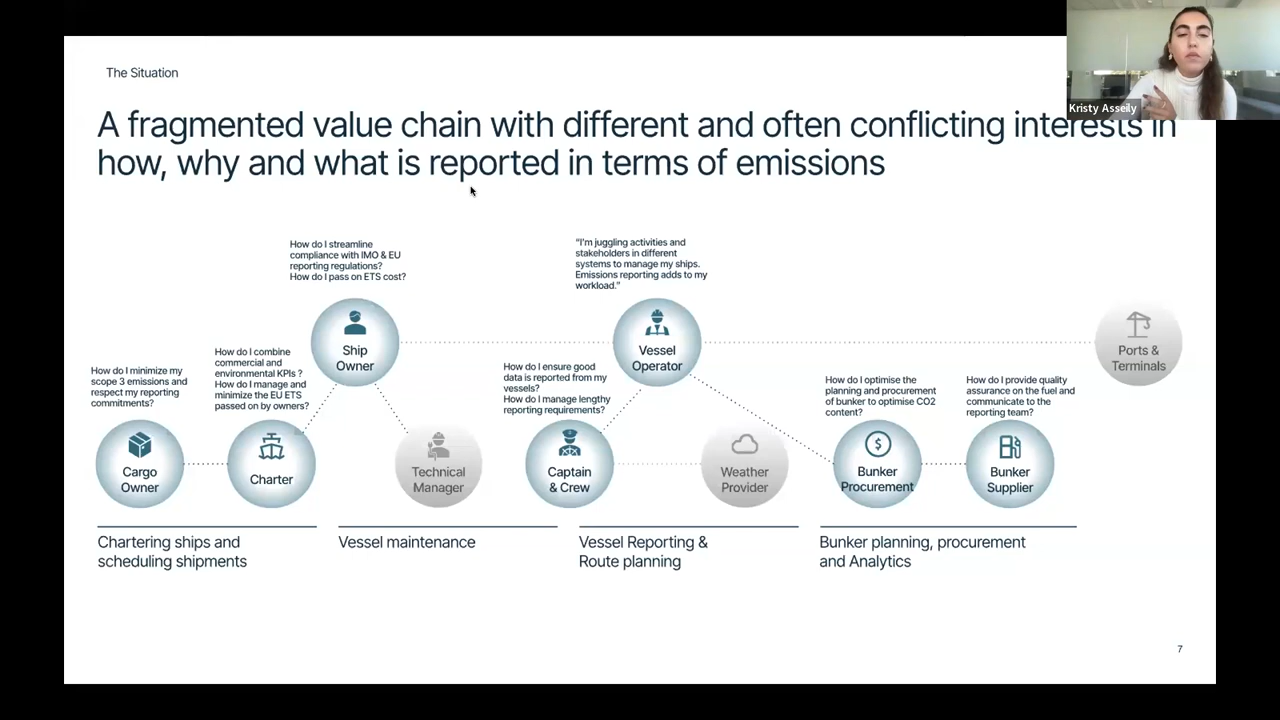 The Situation
Kristy Asseily
A fragmented value chain with different and often conflicting interests in
how, why and what is reported in terms of emissions
How do I streamline
compliance with IMO & EU
reporting regulations?
How do I pass on ETS cost?
"I'm juggling activities and
stakeholders in different
systems to manage my ships.
Emissions reporting adds to my
workload."
Ship
Owner
Vessel
Operator
Ports &
Terminals
How do I minimize my
scope 3 emissions and
respect my reporting
commitments?
How do I combine
commercial and
environmental KPIs ?
How do I manage and
minimize the EU ETS
passed on by owners?
How do I ensure good
data is reported from my
vessels?
How do I manage lengthy
reporting requirements?
How do I optimise the
planning and procurement
of bunker to optimise CO2
content?
How do I provide quality
assurance on the fuel and
communicate to the
reporting team?
Cargo
Owner
Charter
Technical
Manager
Captain
& Crew
Weather
Provider
$
Bunker
Procurement
Bunker
Supplier
Chartering ships and
scheduling shipments
Vessel maintenance
Vessel Reporting &
Route planning
Bunker planning, procurement
and Analytics
7